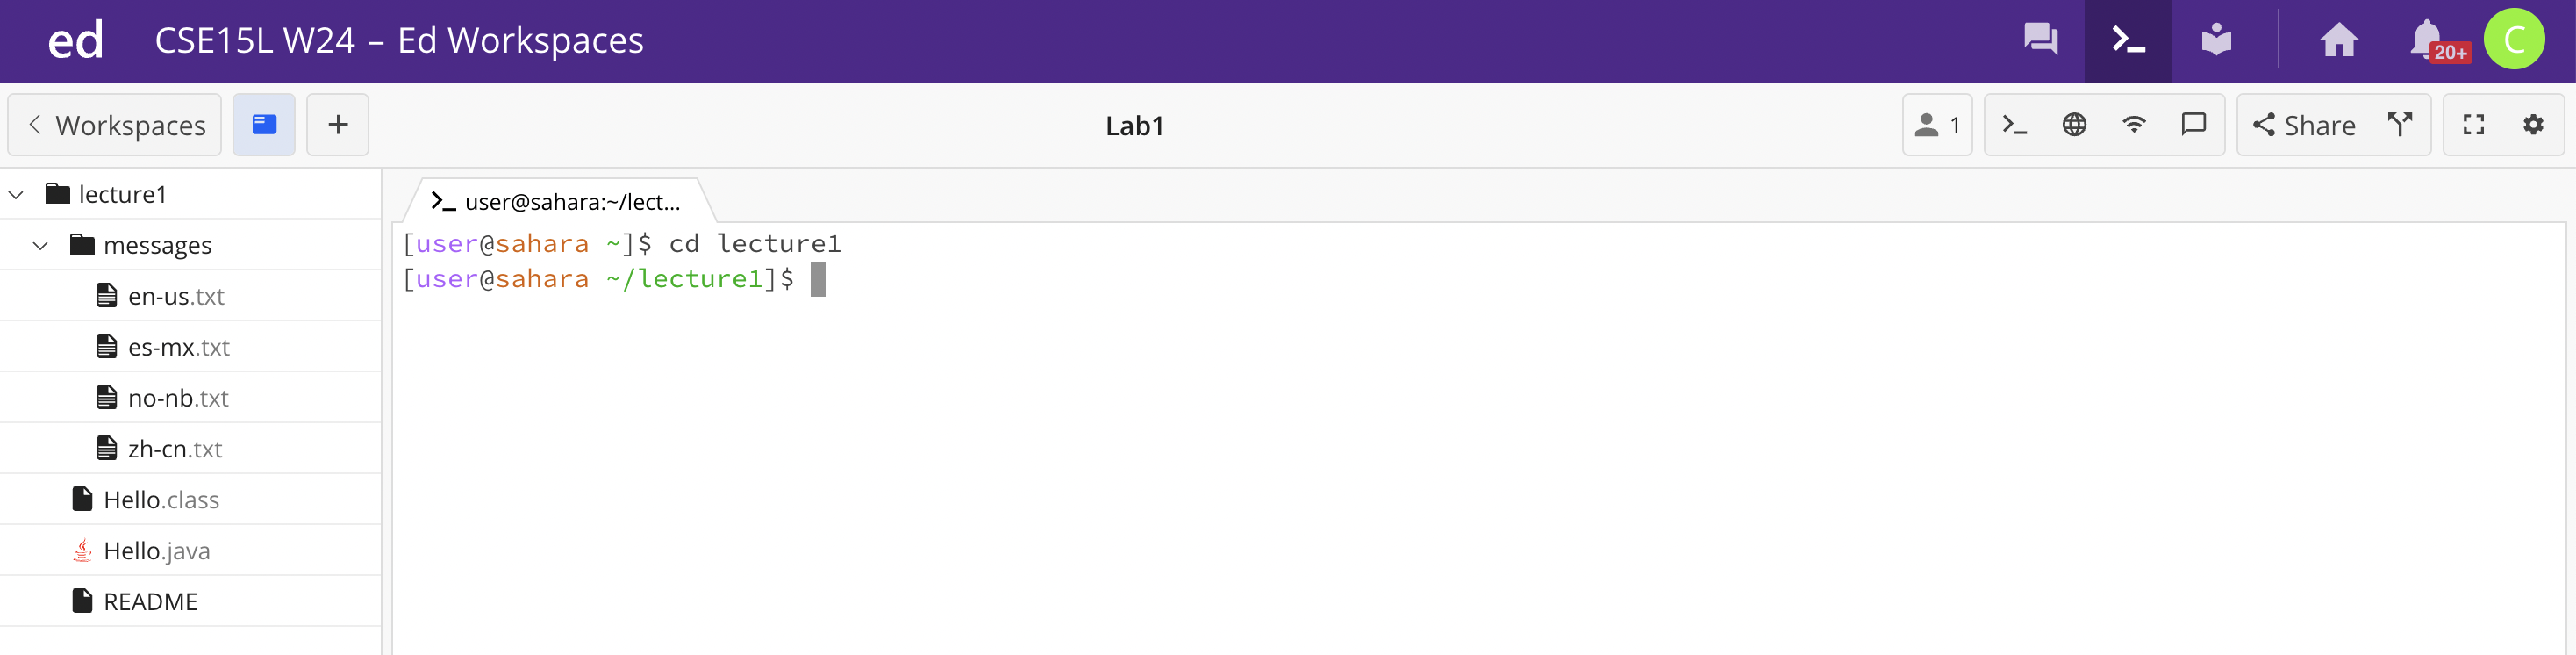 ed CSE15L W24 – Ed Workspaces 20+ C
Workspaces Lab1 1 Share
lecture1
messages
en-us.txt
es-mx.txt
no-nb.txt
zh-cn.txt
Hello.class
Hello.java
README
user@sahara:~/lect...
[user@sahara ~]$ cd lecture1
[user@sahara ~/lecture1]$